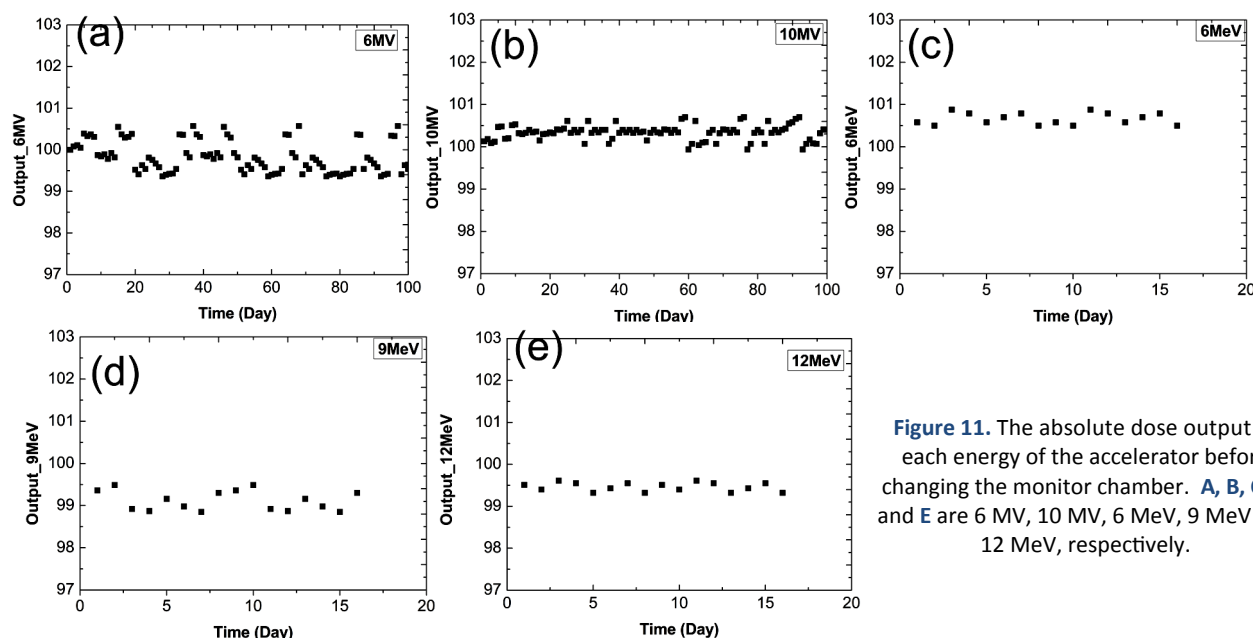 (a)
6MV
Output_6MV
103
102
101
100
99
98
97
0 20 40 60 80 100
Time (Day)
(b)
10MV
Output_10MV
103
102
101
100
99
98
97
0 20 40 60 80 100
Time (Day)
(c)
6MeV
Output_6MeV
103
102
101
100
99
98
97
0 5 10 15 20
Time (Day)
(d)
9MeV
Output_9MeV
103
102
101
100
99
98
97
0 5 10 15 20
Time (Day)
(e)
12MeV
Output_12MeV
103
102
101
100
99
98
97
0 5 10 15 20
Time (Day)
Figure 11. The absolute dose output
each energy of the accelerator befor
changing the monitor chamber. A, B,
and E are 6 MV, 10 MV, 6 MeV, 9 MeV
12 MeV, respectively.